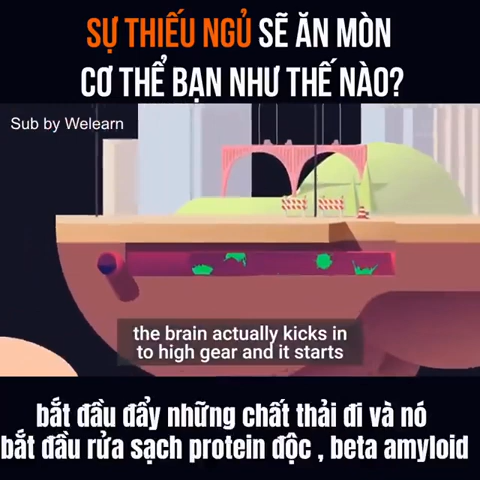 SỰ THIẾU NGỦ SẼ ĂN MÒN
CƠ THỂ BẠN NHƯ THẾ NÀO?
Sub by Welearn
the brain actually kicks in
to high gear and it starts
bắt đầu đẩy những chất thải đi và nó
bắt đầu rửa sạch protein độc , beta amyloid